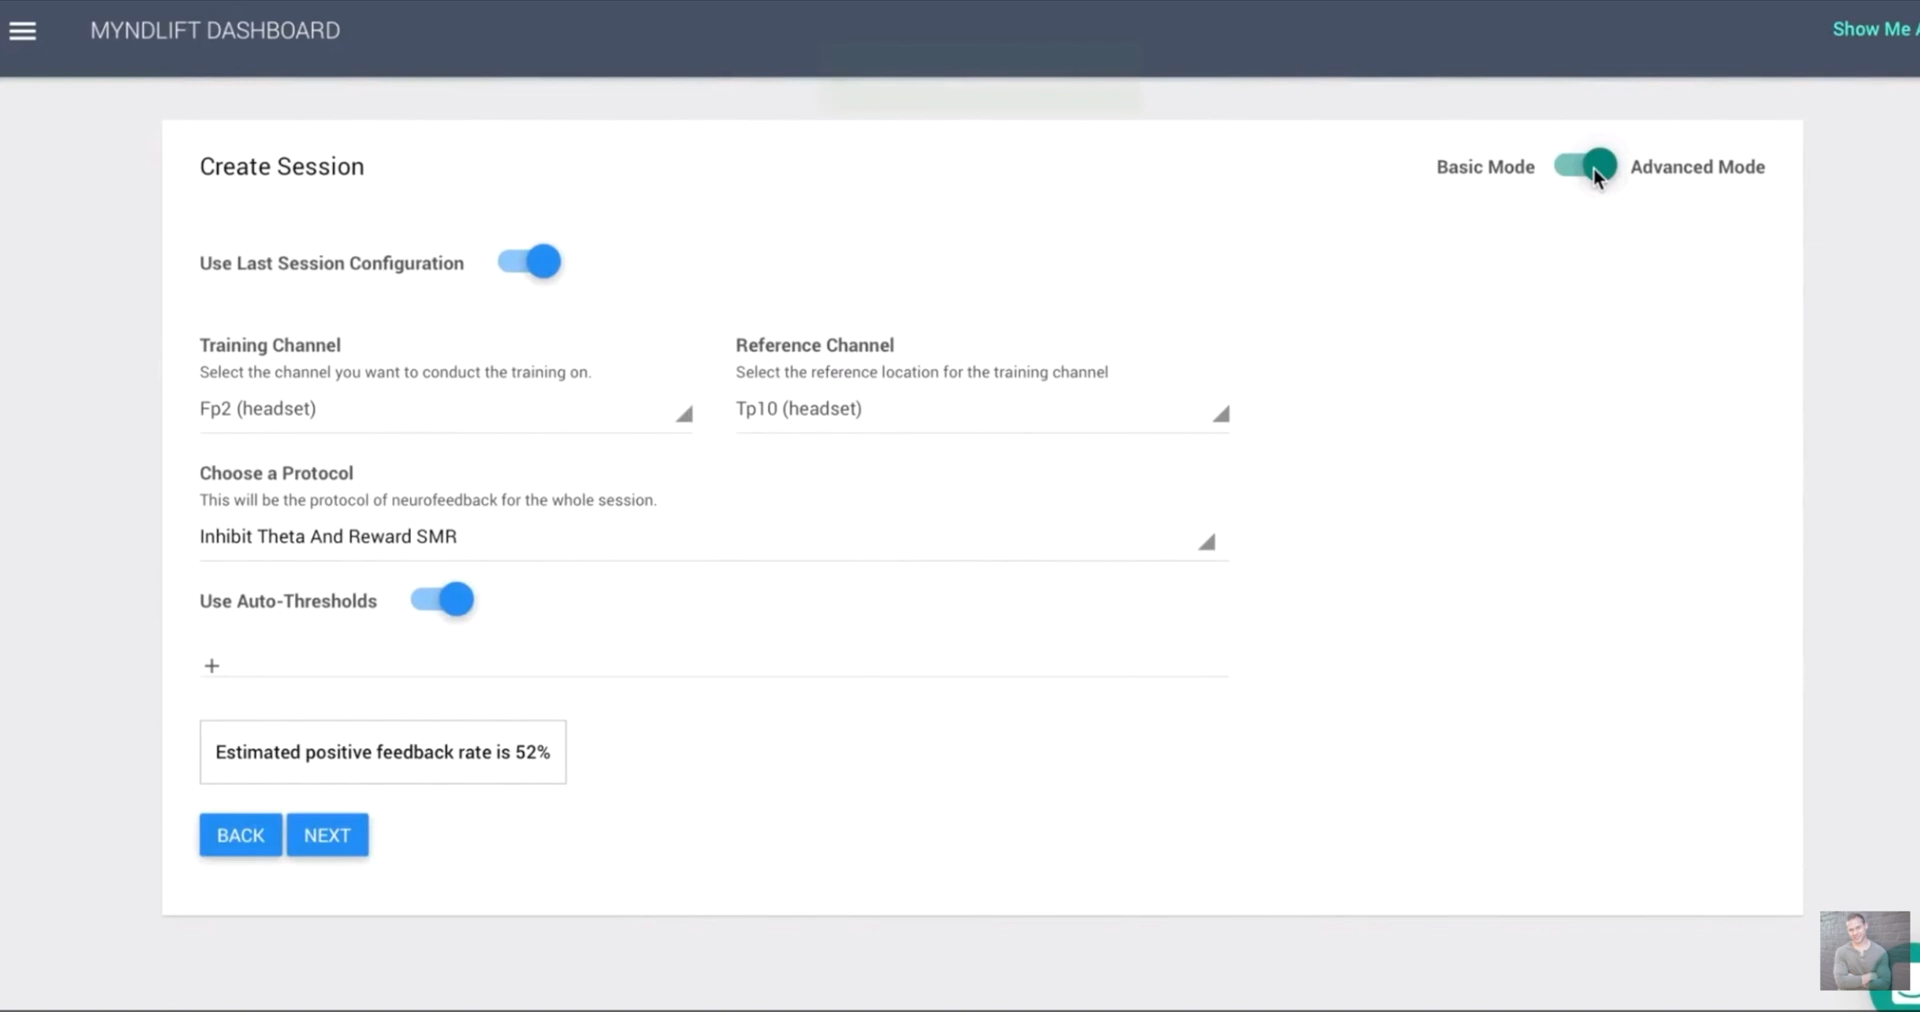 MYNDLIFT DASHBOARD
Show Me
Create Session
Basic Mode
Advanced Mode
Use Last Session Configuration
Training Channel
Select the channel you want to conduct the training on.
Fp2 (headset)
Reference Channel
Select the reference location for the training channel
Tp10 (headset)
Choose a Protocol
This will be the protocol of neurofeedback for the whole session.
Inhibit Theta And Reward SMR
Use Auto-Thresholds
+
Estimated positive feedback rate is 52%
BACK
NEXT